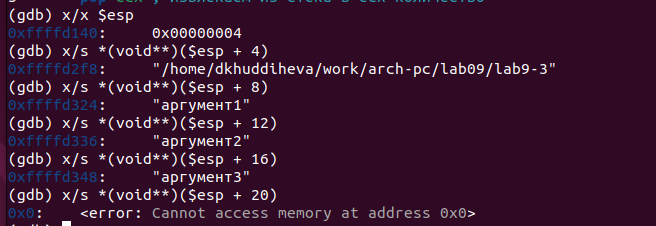 (gdb) x/x $esp
0xffffd140:     0x00000004
(gdb) x/s *(void**)($esp + 4)
0xffffd2f8:     "/home/dkhuddiheva/work/arch-pc/lab09/lab9-3"
(gdb) x/s *(void**)($esp + 8)
0xffffd324:     "аргумент1"
(gdb) x/s *(void**)($esp + 12)
0xffffd336:     "аргумент2"
(gdb) x/s *(void**)($esp + 16)
0xffffd348:     "аргумент3"
(gdb) x/s *(void**)($esp + 20)
0x0:    <error: Cannot access memory at address 0x0>